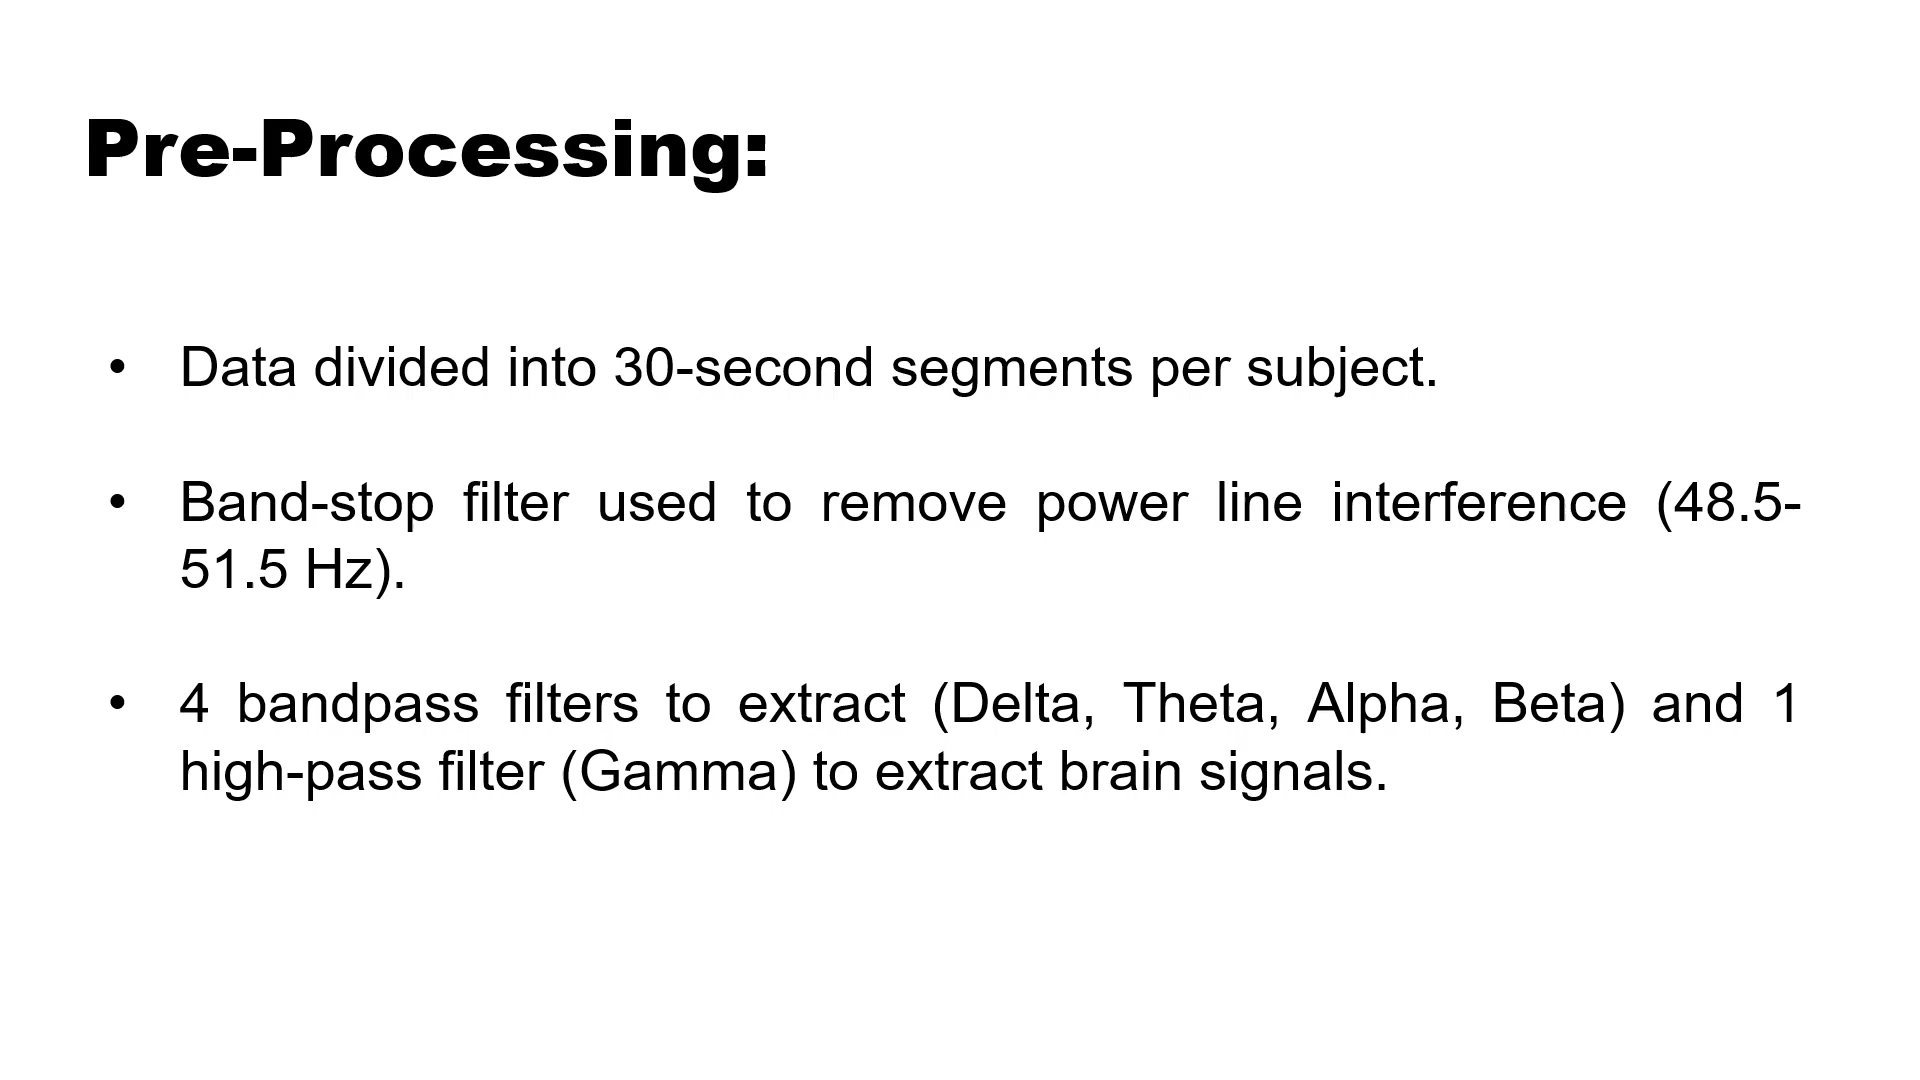 Pre-Processing:
• Data divided into 30-second segments per subject.
• Band-stop filter used to remove power line interference (48.5-
51.5 Hz).
• 4 bandpass filters to extract (Delta, Theta, Alpha, Beta) and 1
high-pass filter (Gamma) to extract brain signals.